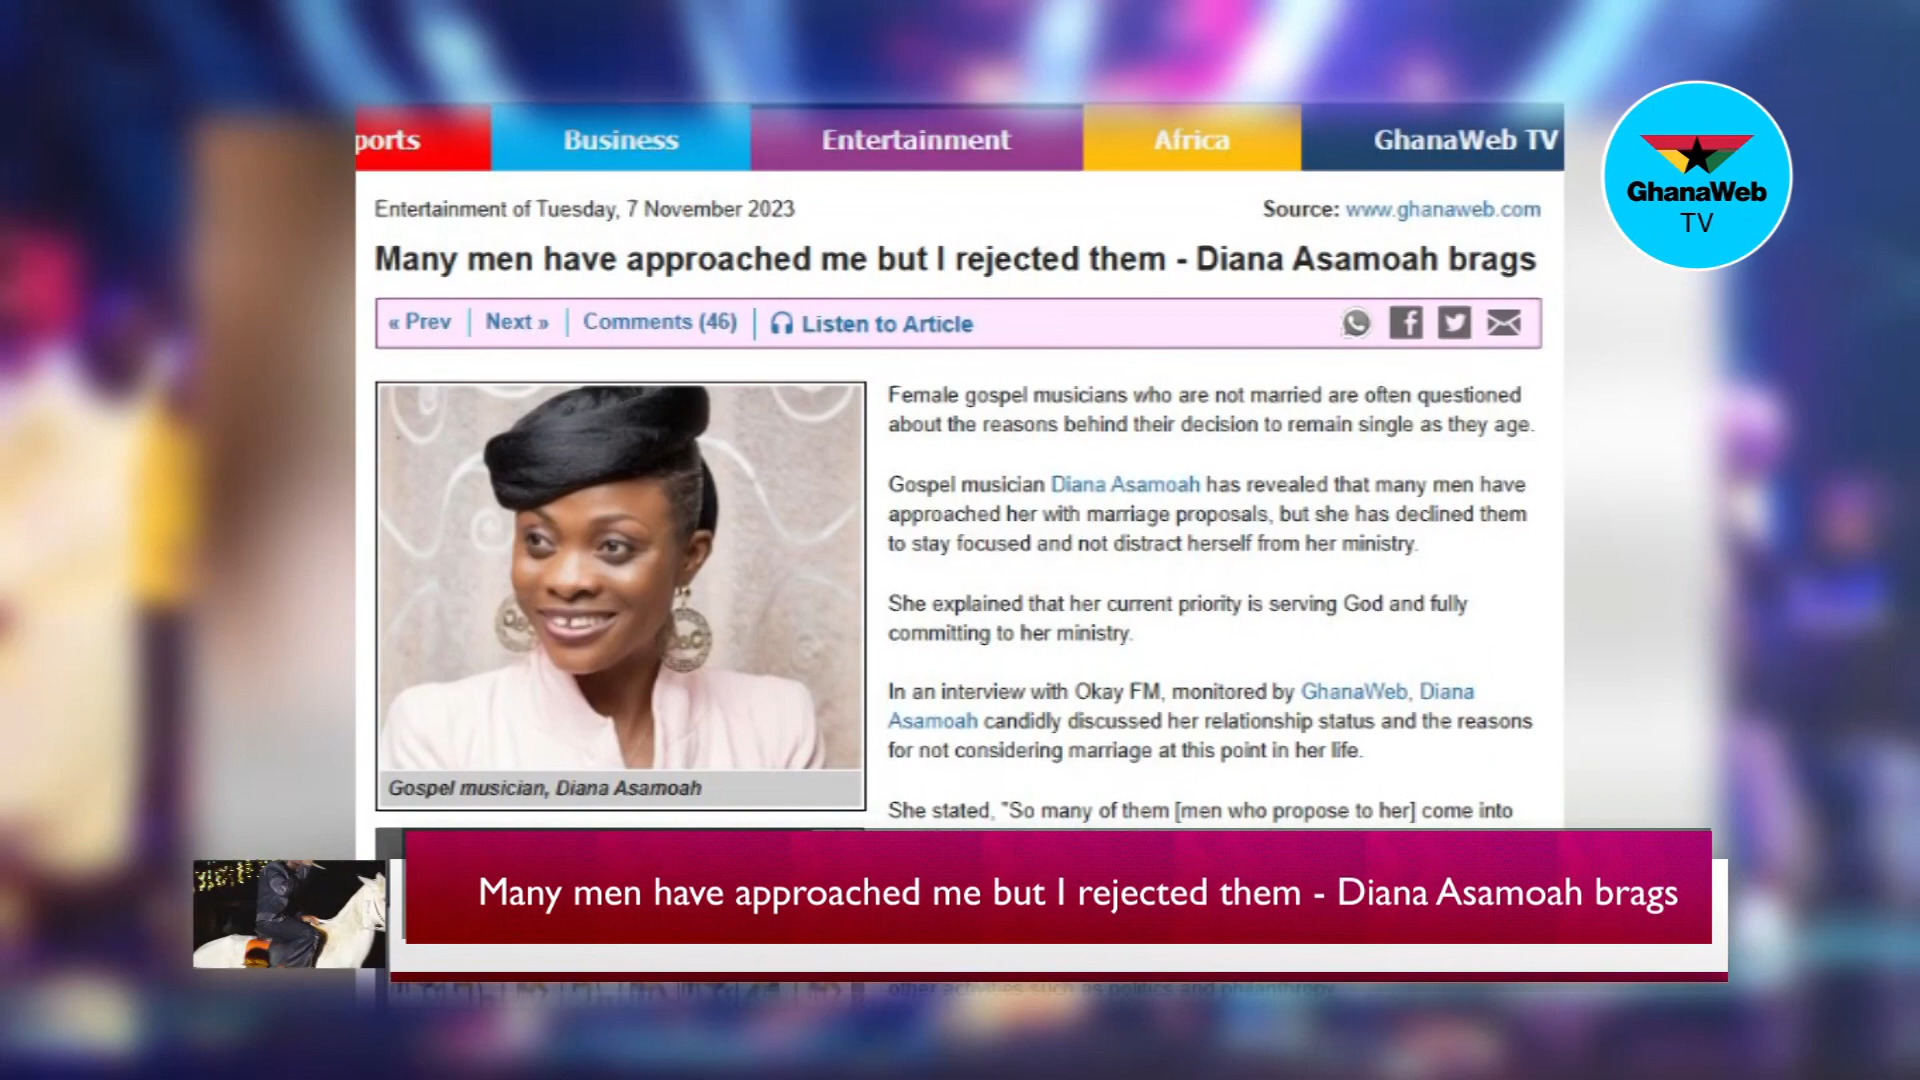 ports Business Entertainment Africa GhanaWeb TV
GhanaWeb
TV
Entertainment of Tuesday, 7 November 2023 Source: www.ghanaweb.com
Many men have approached me but I rejected them - Diana Asamoah brags
« Prev | Next » | Comments (46) | Listen to Article
Female gospel musicians who are not married are often questioned
about the reasons behind their decision to remain single as they age.
Gospel musician Diana Asamoah has revealed that many men have
approached her with marriage proposals, but she has declined them
to stay focused and not distract herself from her ministry.
She explained that her current priority is serving God and fully
committing to her ministry.
In an interview with Okay FM, monitored by GhanaWeb, Diana
Asamoah candidly discussed her relationship status and the reasons
for not considering marriage at this point in her life.
Gospel musician, Diana Asamoah
She stated, "So many of them [men who propose to her] come into
Many men have approached me but I rejected them - Diana Asamoah brags
other activities such as politics and philanthropy